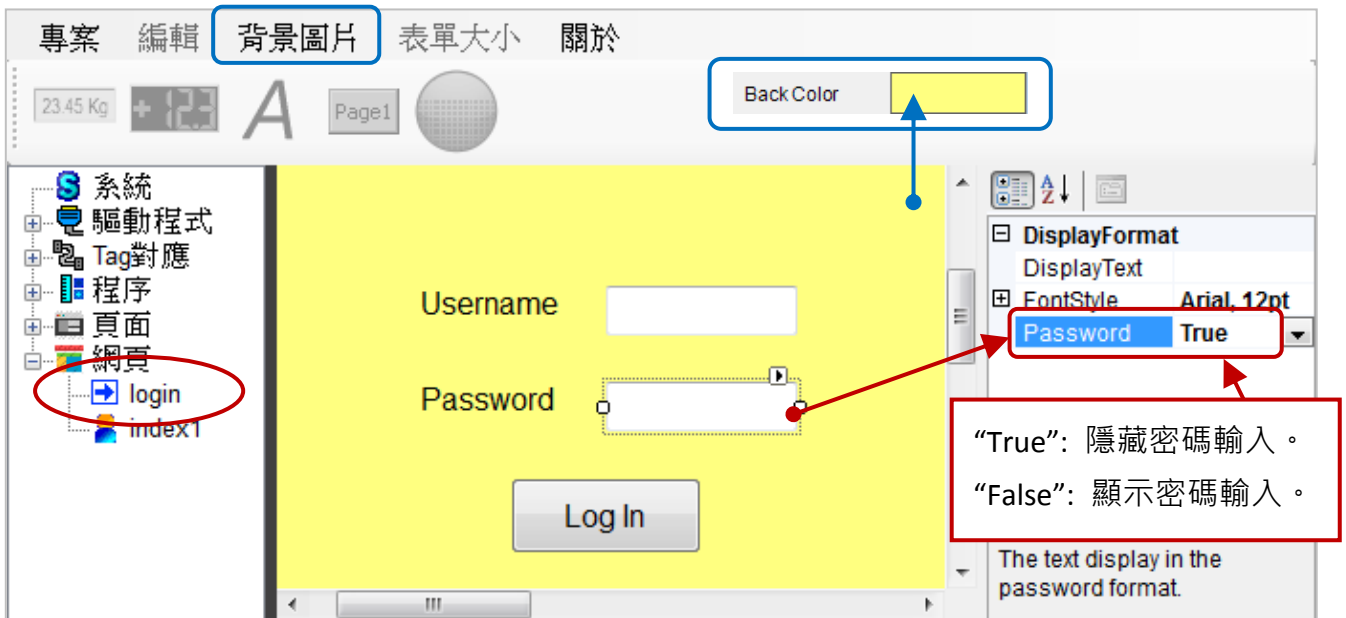 專案 編輯 背景圖片 表單大小 關於
23.45 Kg +123 A Page1
Back Color
系統
驅動程式
Tag對應
程序
頁面
網頁
login
index1
Username
Password
Log In
DisplayFormat
DisplayText
FontStyle Arial, 12pt
Password True
“True”: 隱藏密碼輸入。
“False”: 顯示密碼輸入。
The text display in the
password format.